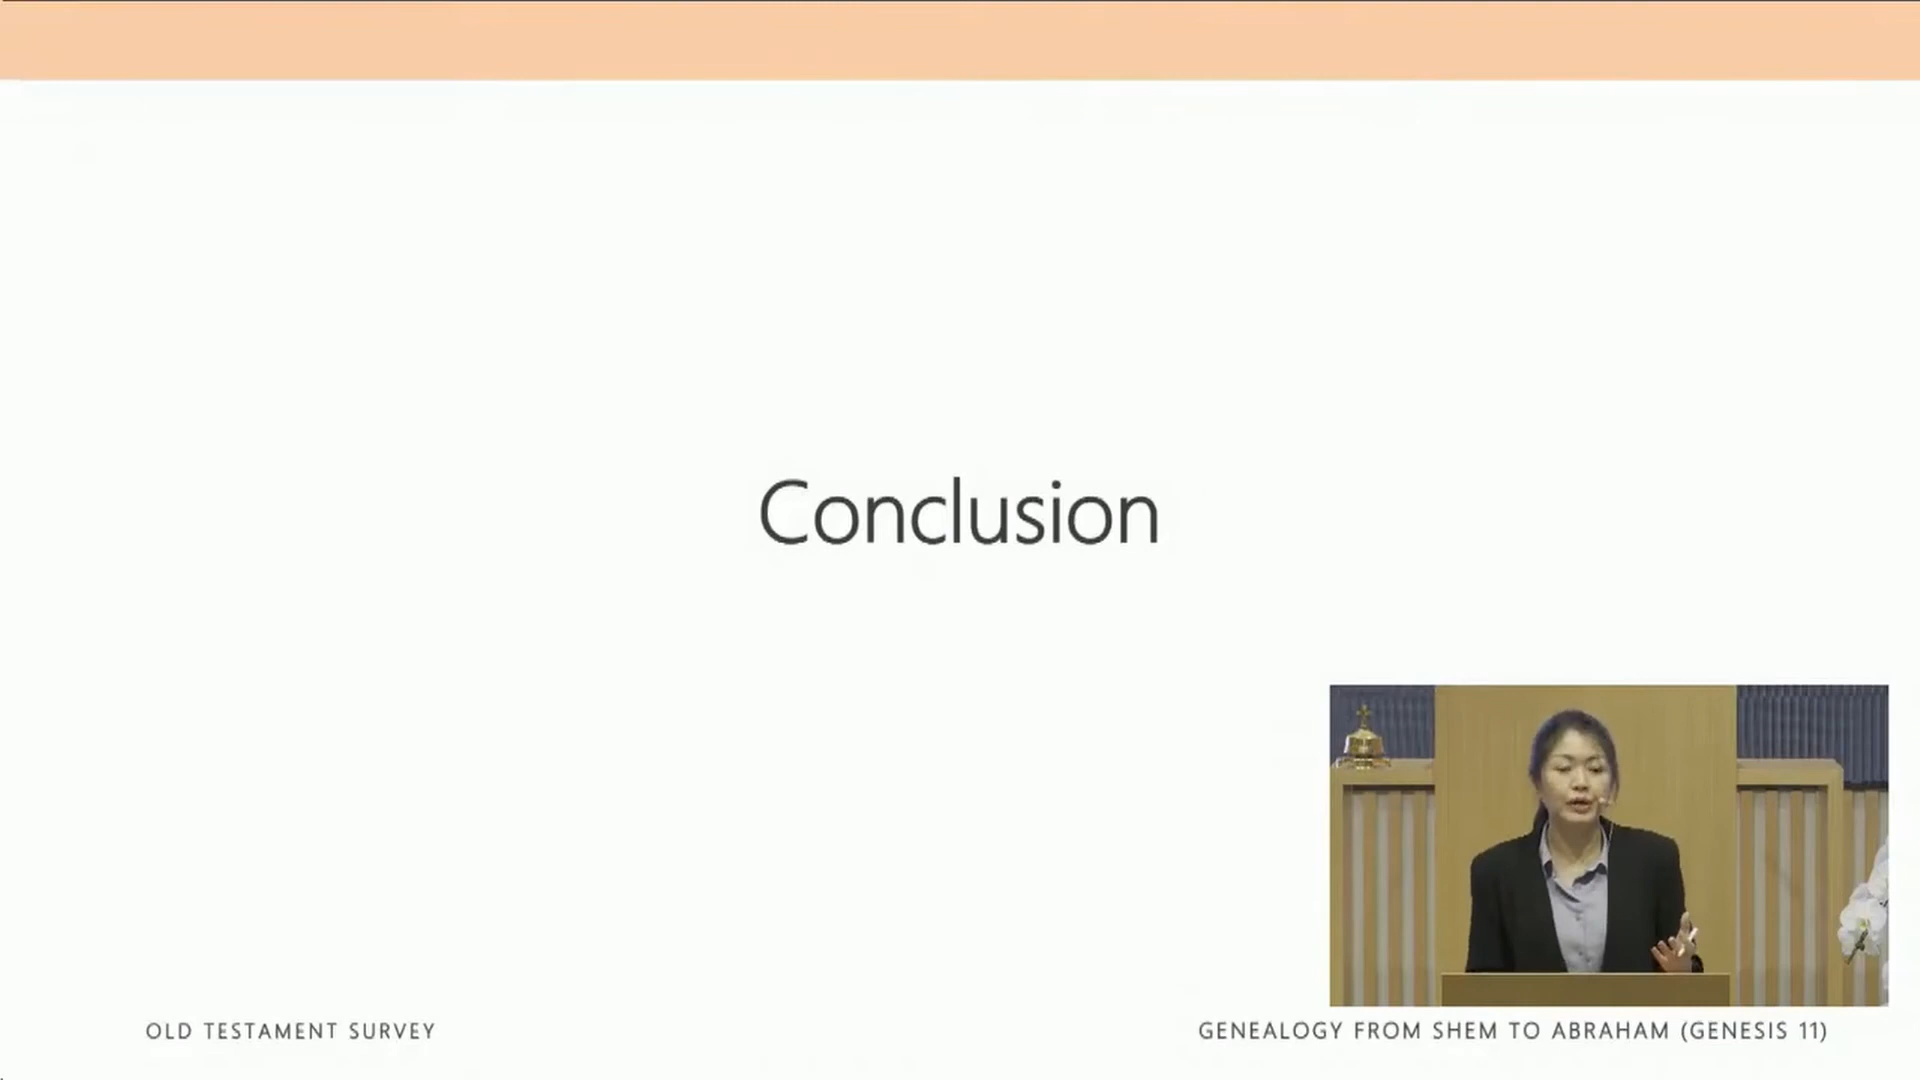 Conclusion
OLD TESTAMENT SURVEY
GENEALOGY FROM SHEM TO ABRAHAM (GENESIS 11)